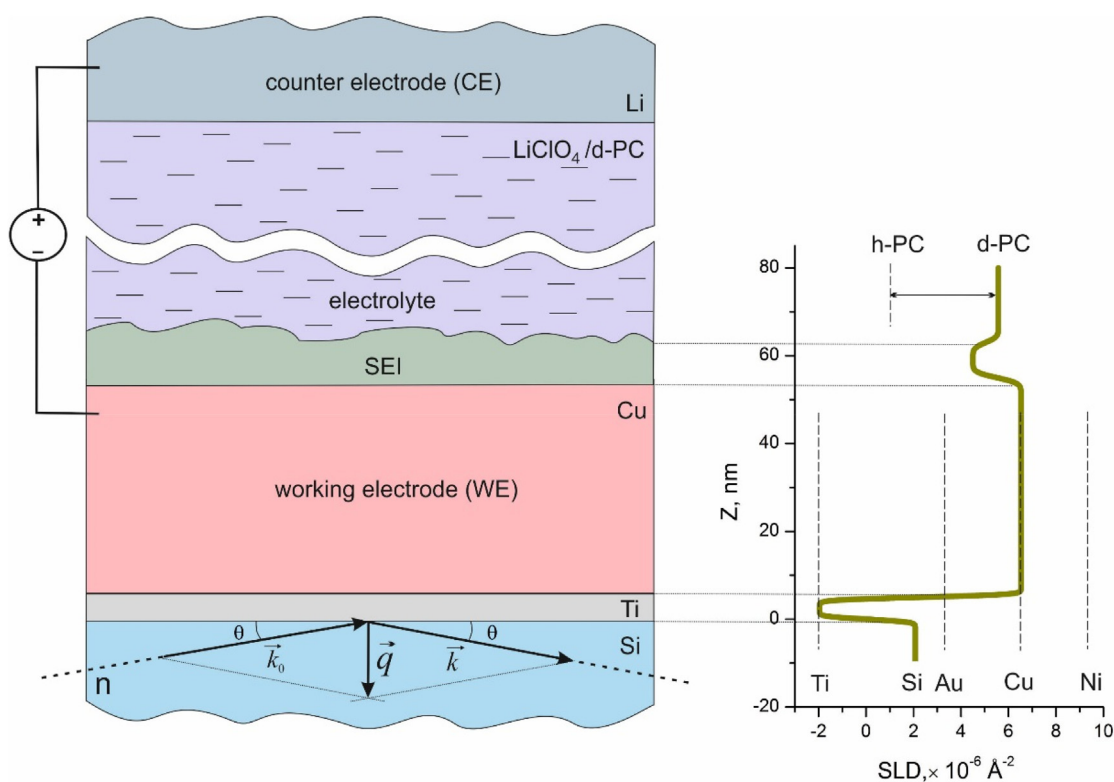 counter electrode (CE)
Li
LiClO₄ /d-PC
+
−
electrolyte
SEI
Cu
working electrode (WE)
Ti
Si
θ
θ
k₀
q
k
n
h-PC
d-PC
80
60
40
20
0
-20
Z, nm
Ti
Si
Au
Cu
Ni
-2
0
2
4
6
8
10
SLD,× 10⁻⁶ Å⁻²